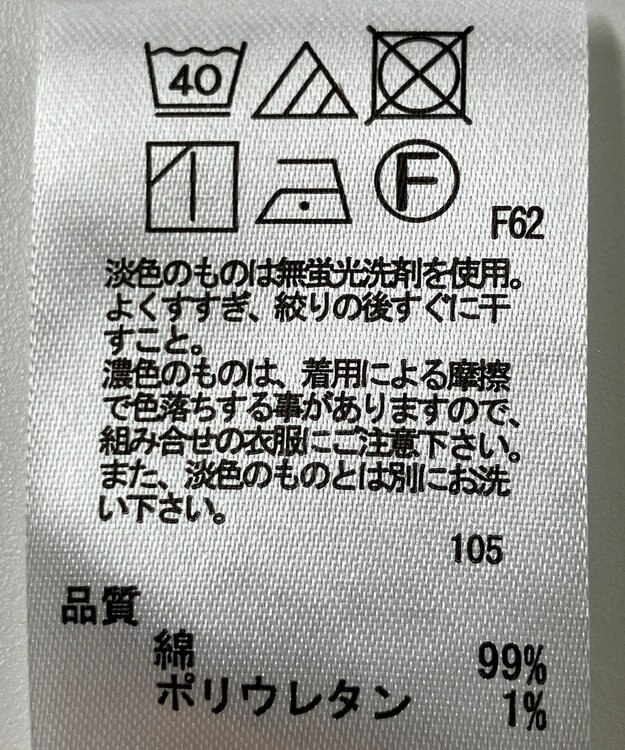 40
F
F62
淡色のものは無蛍光洗剤を使用。
よくすすぎ、絞りの後すぐに干
すこと。
濃色のものは、着用による摩擦
で色落ちする事がありますので、
組み合せの衣服にご注意下さい。
また、淡色のものとは別にお洗
い下さい。
105
品質
綿 99%
ポリウレタン 1%